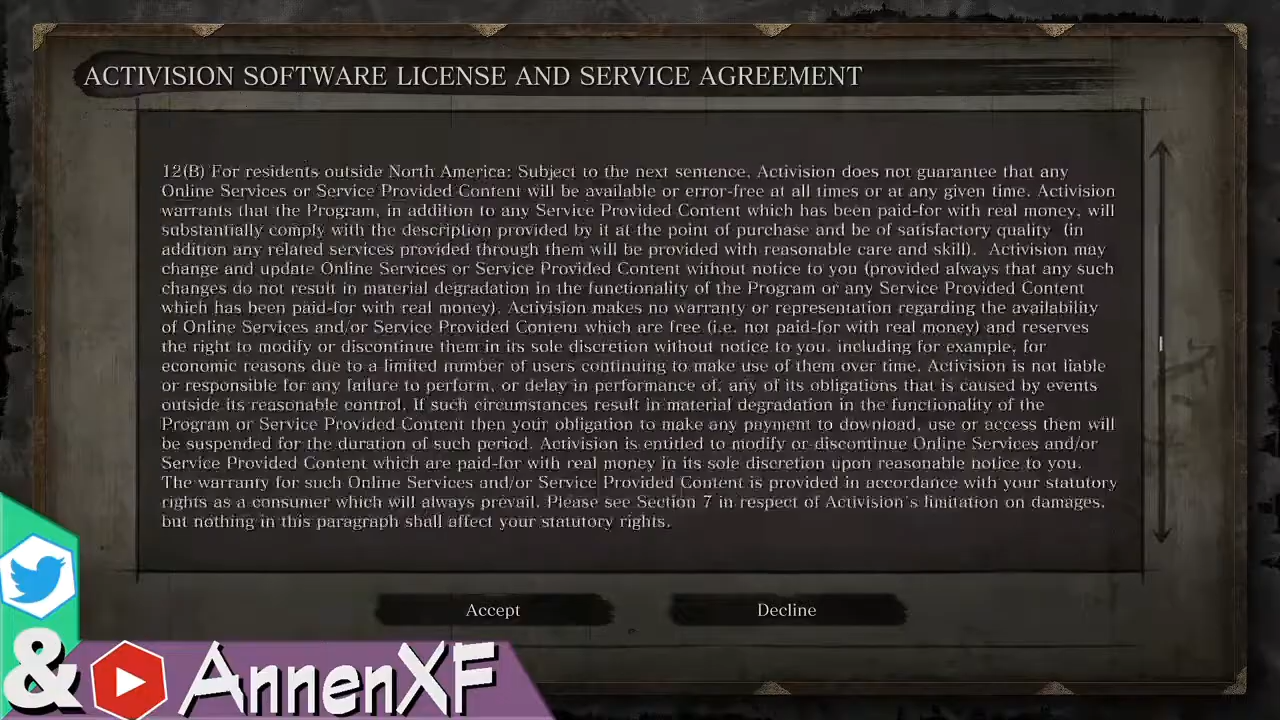 ACTIVISION SOFTWARE LICENSE AND SERVICE AGREEMENT
12(B) For residents outside North America: Subject to the next sentence, Activision does not guarantee that any
Online Services or Service Provided Content will be available or error-free at all times or at any given time. Activision
warrants that the Program, in addition to any Service Provided Content which has been paid-for with real money, will
substantially comply with the description provided by it at the point of purchase and be of satisfactory quality (in
addition any related services provided through them will be provided with reasonable care and skill). Activision may
change and update Online Services or Service Provided Content without notice to you (provided always that any such
changes do not result in material degradation in the functionality of the Program or any Service Provided Content
which has been paid-for with real money). Activision makes no warranty or representation regarding the availability
of Online Services and/or Service Provided Content which are free (i.e. not paid-for with real money) and reserves
the right to modify or discontinue them in its sole discretion without notice to you, including for example, for
economic reasons due to a limited number of users continuing to make use of them over time. Activision is not liable
or responsible for any failure to perform, or delay in performance of, any of its obligations that is caused by events
outside its reasonable control. If such circumstances result in material degradation in the functionality of the
Program or Service Provided Content then your obligation to make any payment to download, use or access them will
be suspended for the duration of such period. Activision is entitled to modify or discontinue Online Services and/or
Service Provided Content which are paid-for with real money in its sole discretion upon reasonable notice to you.
The warranty for such Online Services and/or Service Provided Content is provided in accordance with your statutory
rights as a consumer which will always prevail. Please see Section 7 in respect of Activision's limitation on damages,
but nothing in this paragraph shall affect your statutory rights.
Accept
Decline
& AnnenXF